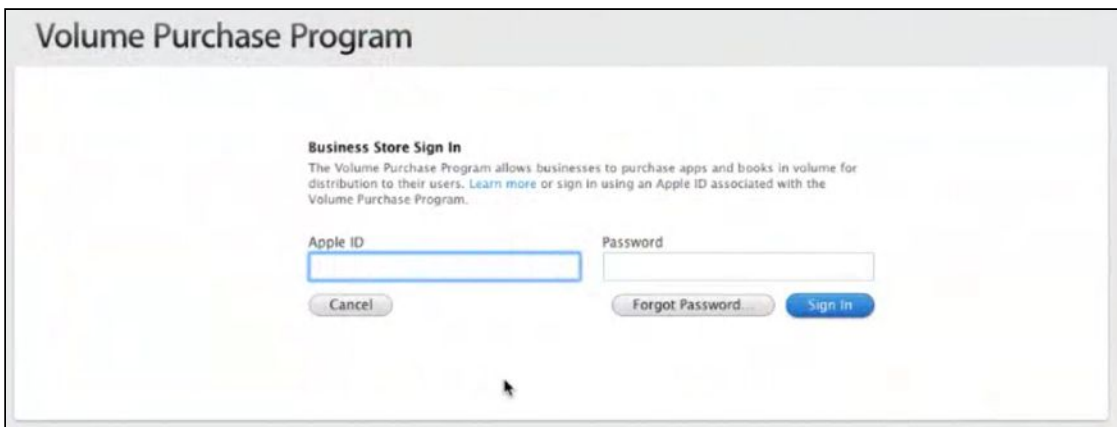 Volume Purchase Program
Business Store Sign In
The Volume Purchase Program allows businesses to purchase apps and books in volume for
distribution to their users. Learn more or sign in using an Apple ID associated with the
Volume Purchase Program.
Apple ID
Password
Cancel
Forgot Password...
Sign In